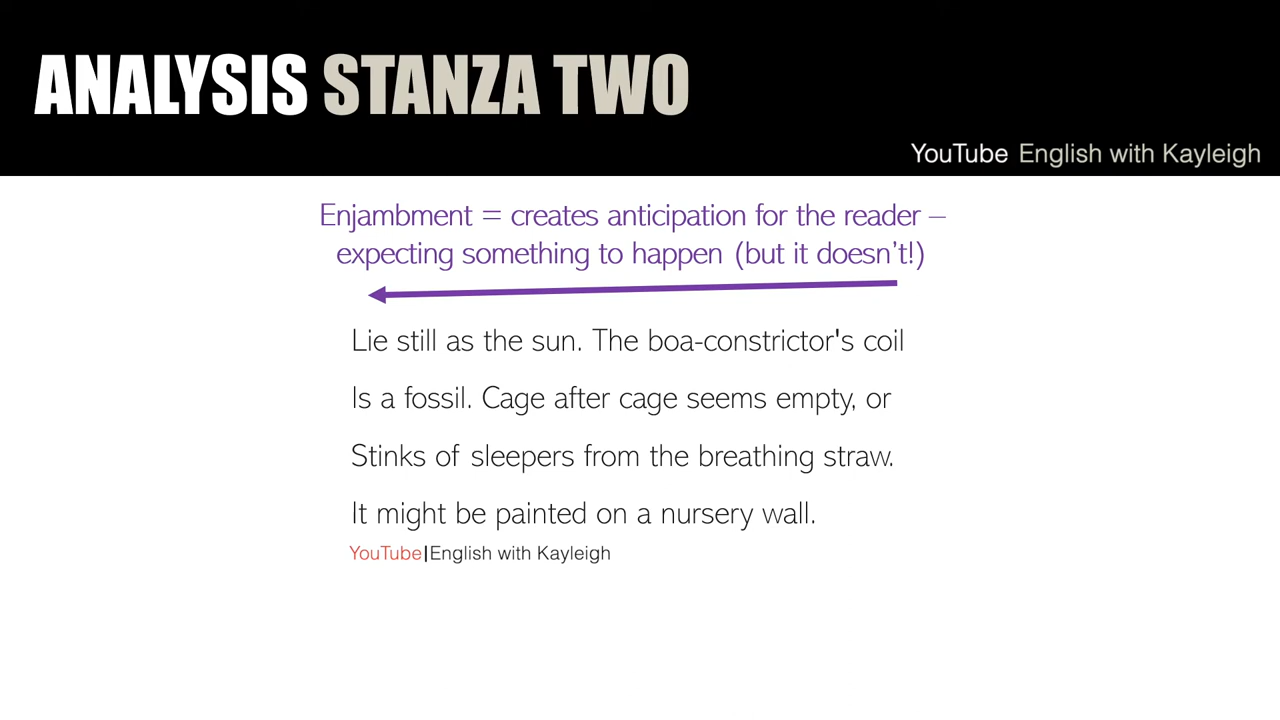 ANALYSIS STANZA TWO
YouTube English with Kayleigh
Enjambment = creates anticipation for the reader –
expecting something to happen (but it doesn’t!)
Lie still as the sun. The boa-constrictor's coil
Is a fossil. Cage after cage seems empty, or
Stinks of sleepers from the breathing straw.
It might be painted on a nursery wall.
YouTube|English with Kayleigh